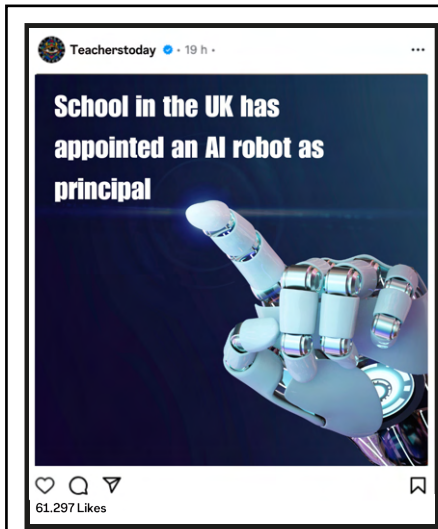 Teacherstoday • 19 h •
School in the UK has
appointed an AI robot as
principal
61.297 Likes